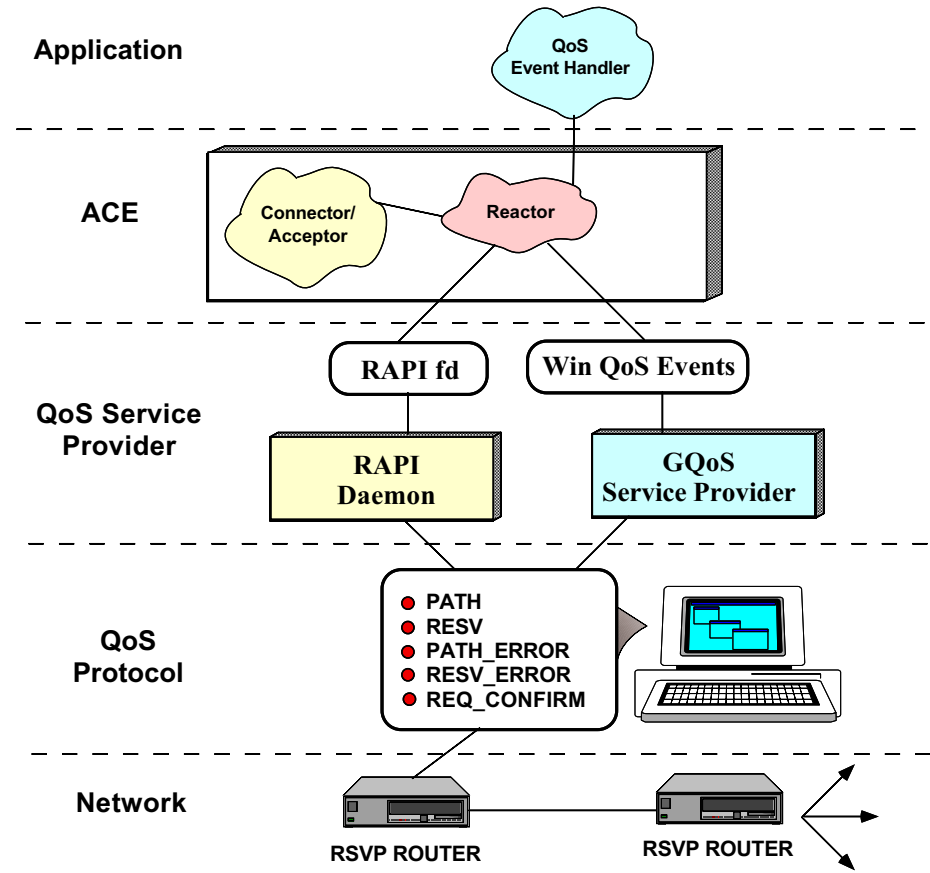 Application
QoS
Event Handler
ACE
Connector/
Acceptor
Reactor
RAPI fd
Win QoS Events
QoS Service
Provider
RAPI
Daemon
GQoS
Service Provider
QoS
Protocol
PATH
RESV
PATH_ERROR
RESV_ERROR
REQ_CONFIRM
Network
RSVP ROUTER
RSVP ROUTER